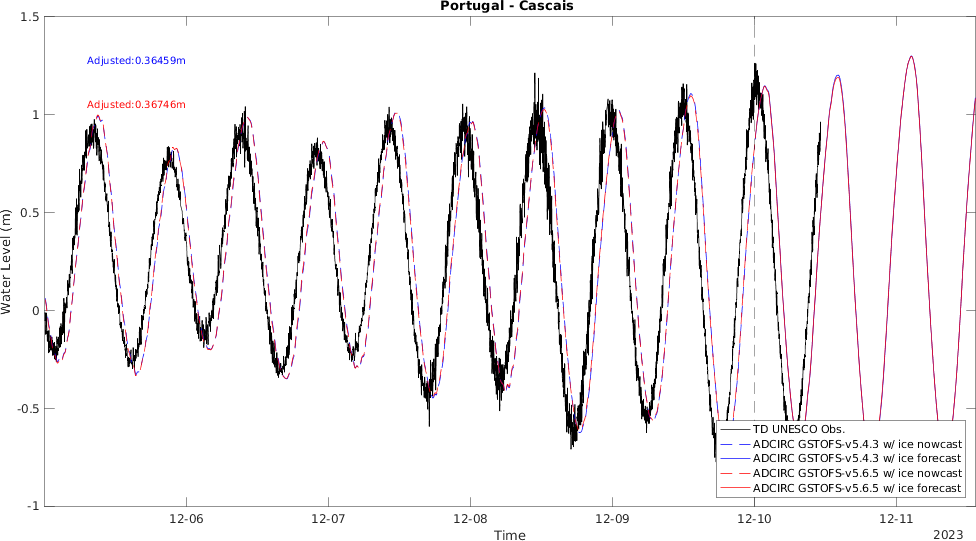 Portugal - Cascais
1.5
Adjusted:0.36459m
Adjusted:0.36746m
1
0.5
Water Level (m)
0
-0.5
-1
TD UNESCO Obs.
ADCIRC GSTOFS-v5.4.3 w/ ice nowcast
ADCIRC GSTOFS-v5.4.3 w/ ice forecast
ADCIRC GSTOFS-v5.6.5 w/ ice nowcast
ADCIRC GSTOFS-v5.6.5 w/ ice forecast
12-06 12-07 12-08 12-09 12-10 12-11
Time
2023